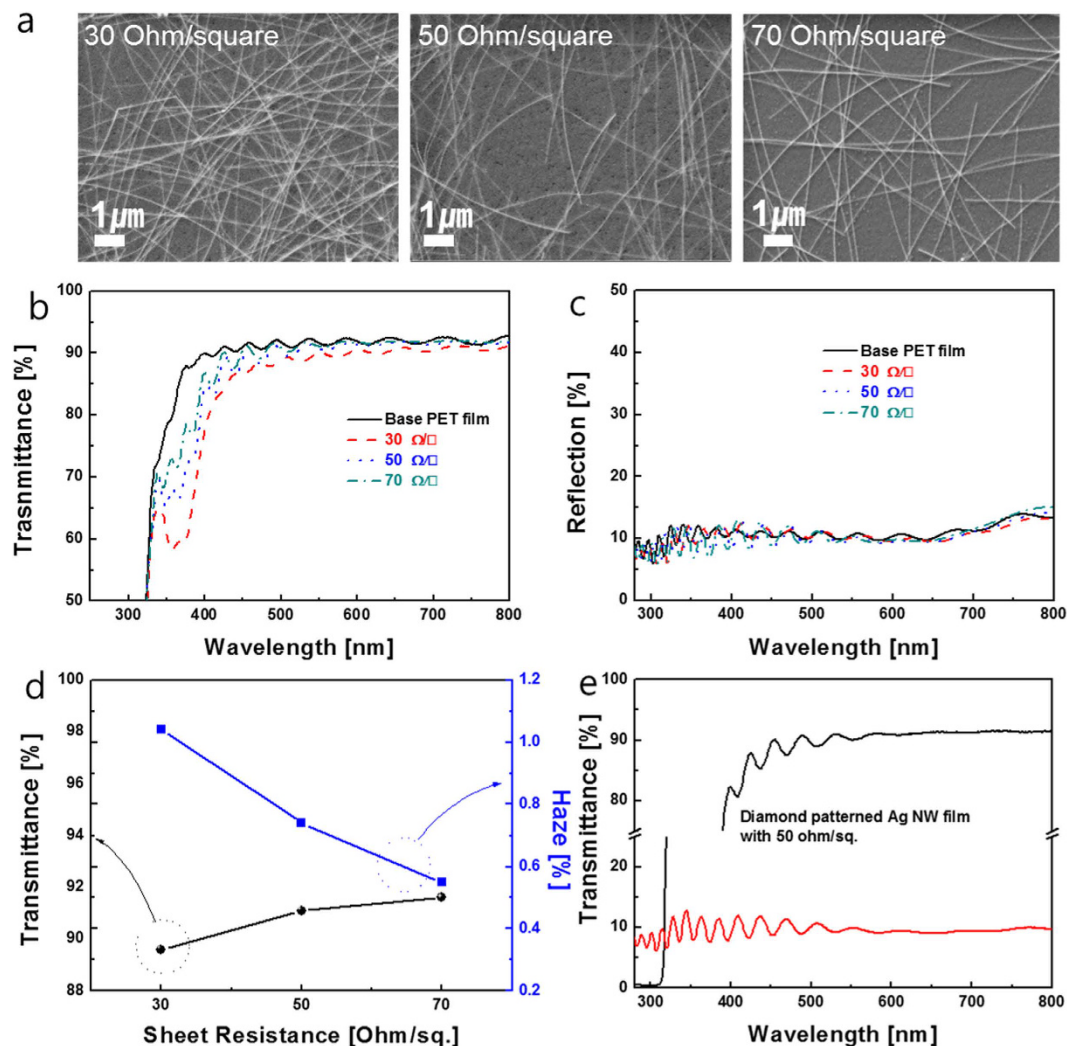 a
30 Ohm/square
50 Ohm/square
70 Ohm/square
1μm
1μm
1μm
b
100
90
80
70
60
50
Trasnmittance [%]
Base PET film
30 Ω/□
50 Ω/□
70 Ω/□
300 400 500 600 700 800
Wavelength [nm]
c
50
40
30
20
10
0
Reflection [%]
Base PET film
30 Ω/□
50 Ω/□
70 Ω/□
300 400 500 600 700 800
Wavelength [nm]
d
100
98
96
94
92
90
88
Transmittance [%]
1.2
1.0
0.8
0.6
0.4
0.2
Haze [%]
30 50 70
Sheet Resistance [Ohm/sq.]
e
100
90
80
20
10
0
Transmittance [%]
Diamond patterned Ag NW film
with 50 ohm/sq.
300 400 500 600 700 800
Wavelength [nm]